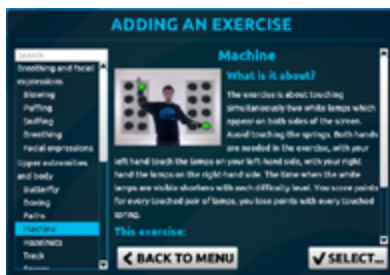 ADDING AN EXERCISE
Search
Breathing and facial
expressions
Blowing
Puffing
Sniffing
Breathing
Facial expressions
Upper extremities
and body
Butterfly
Boxing
Paths
Machine
Hazelnuts
Track
Machine
What is it about?
The exercise is about touching
simultaneously two white lamps which
appear on both sides of the screen.
Avoid touching the springs. Both hands
are needed in the exercise, with your
left hand touch the lamps on your left-hand side, with your right
hand the lamps on the right-hand side. The time when the white
lamps are visible shortens with each difficulty level. You score points
for every touched pair of lamps, you lose points with every touched
spring.
This exercise:
BACK TO MENU
SELECT...